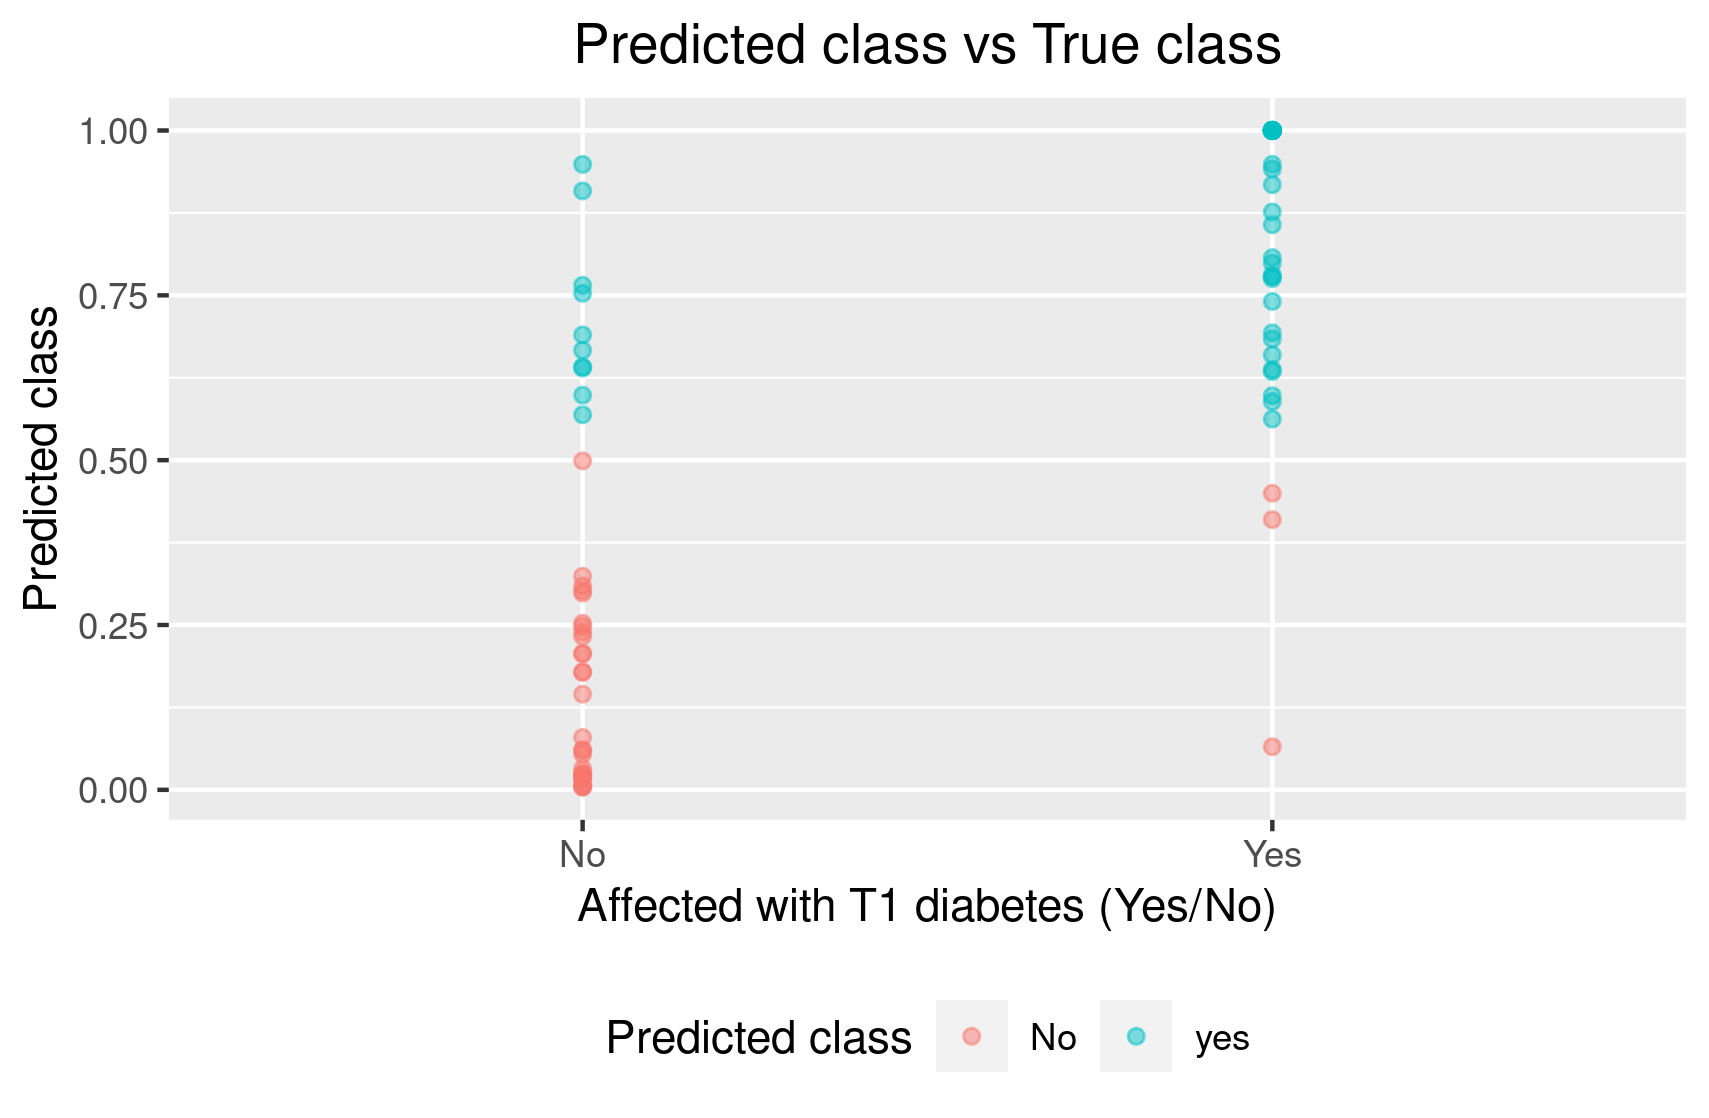 Predicted class vs True class
Predicted class
1.00
0.75
0.50
0.25
0.00
No Yes
Affected with T1 diabetes (Yes/No)
Predicted class No yes